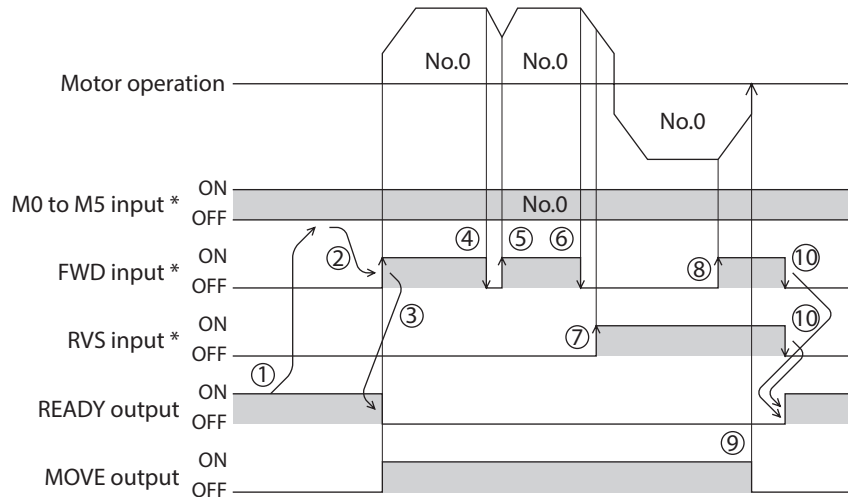 No.0 No.0
Motor operation
No.0
M0 to M5 input * ON No.0
OFF
FWD input * ON ② ④ ⑤ ⑥ ⑧ ⑩
OFF
RVS input * ON ③ ⑦ ⑩
OFF
①
READY output ON
OFF
MOVE output ON ⑨
OFF